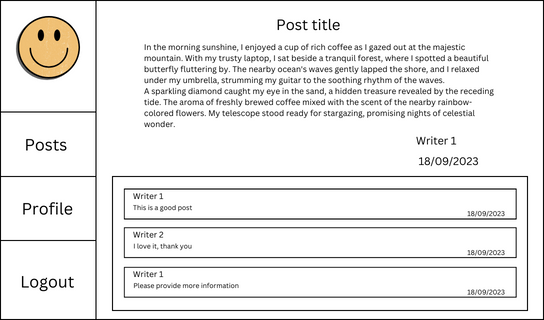 Post title
In the morning sunshine, I enjoyed a cup of rich coffee as I gazed out at the majestic
mountain. With my trusty laptop, I sat beside a tranquil forest, where I spotted a beautiful
butterfly fluttering by. The nearby ocean's waves gently lapped the shore, and I relaxed
under my umbrella, strumming my guitar to the soothing rhythm of the waves.
A sparkling diamond caught my eye in the sand, a hidden treasure revealed by the receding
tide. The aroma of freshly brewed coffee mixed with the scent of the nearby rainbow-
colored flowers. My telescope stood ready for stargazing, promising nights of celestial
wonder.
Writer 1
18/09/2023
Posts
Profile
Logout
Writer 1
This is a good post
18/09/2023
Writer 2
I love it, thank you
18/09/2023
Writer 1
Please provide more information
18/09/2023